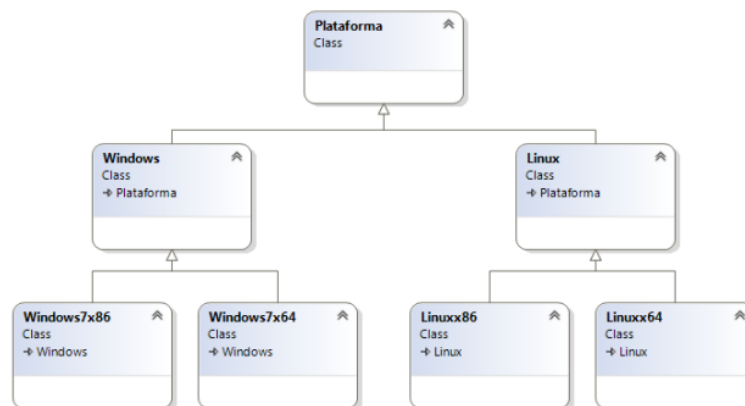 Plataforma
Class
Windows
Class
Plataforma
Linux
Class
Plataforma
Windows7x86
Class
Windows
Windows7x64
Class
Windows
Linuxx86
Class
Linux
Linuxx64
Class
Linux